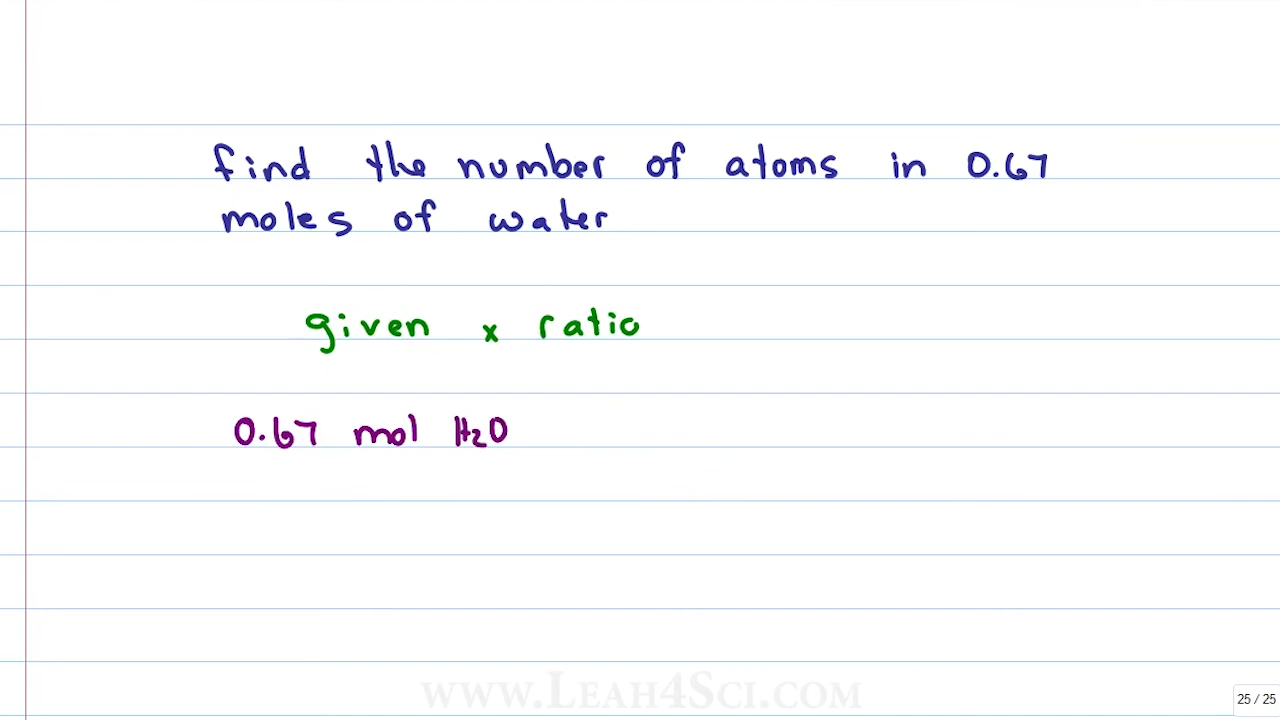 find the number of atoms in 0.67
moles of water
given x ratio
0.67 mol H2O
www.Leah4Sci.com
25 / 25